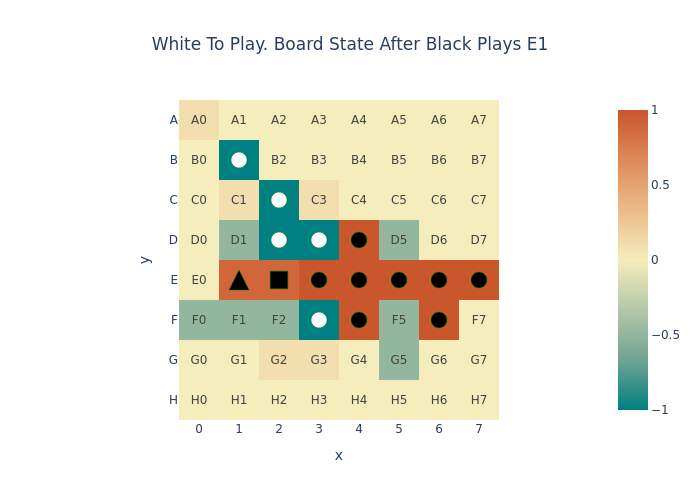 White To Play. Board State After Black Plays E1
A A0 A1 A2 A3 A4 A5 A6 A7
B B0 B2 B3 B4 B5 B6 B7
C C0 C1 C3 C4 C5 C6 C7
D D0 D1 D5 D6 D7
E E0
F F0 F1 F2 F5 F7
G G0 G1 G2 G3 G4 G5 G6 G7
H H0 H1 H2 H3 H4 H5 H6 H7
0 1 2 3 4 5 6 7
x
y
1
0.5
0
−0.5
−1